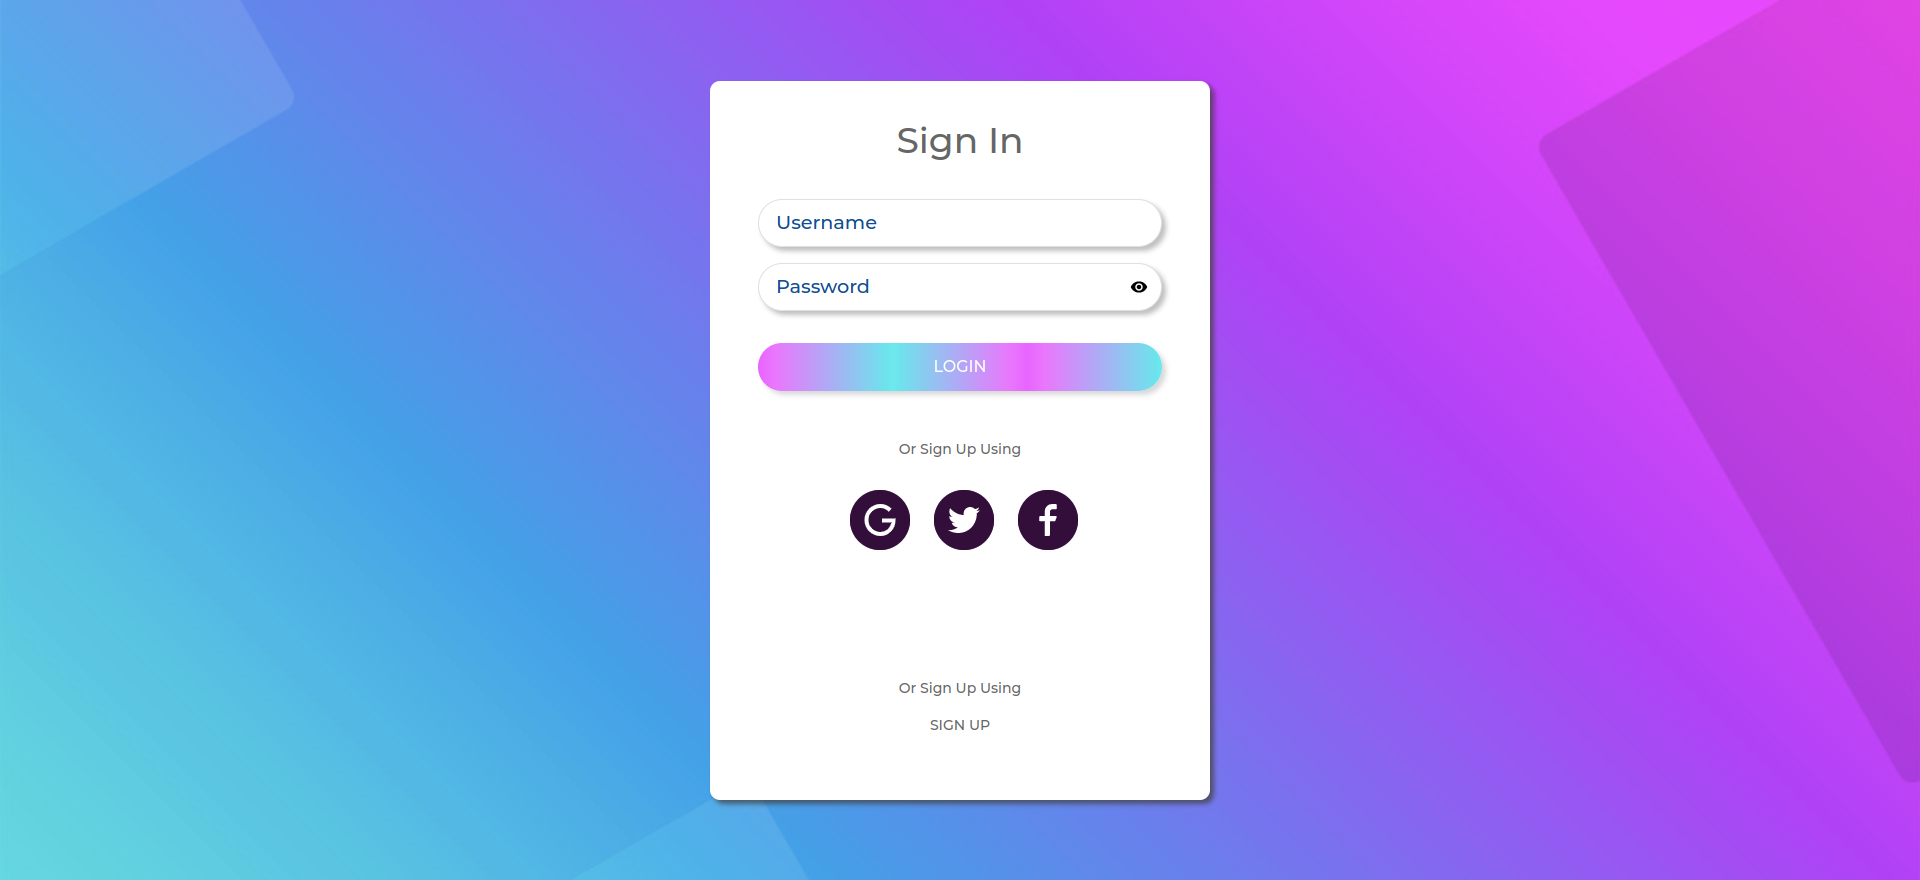 Sign In
Username
Password
LOGIN
Or Sign Up Using
Or Sign Up Using
SIGN UP